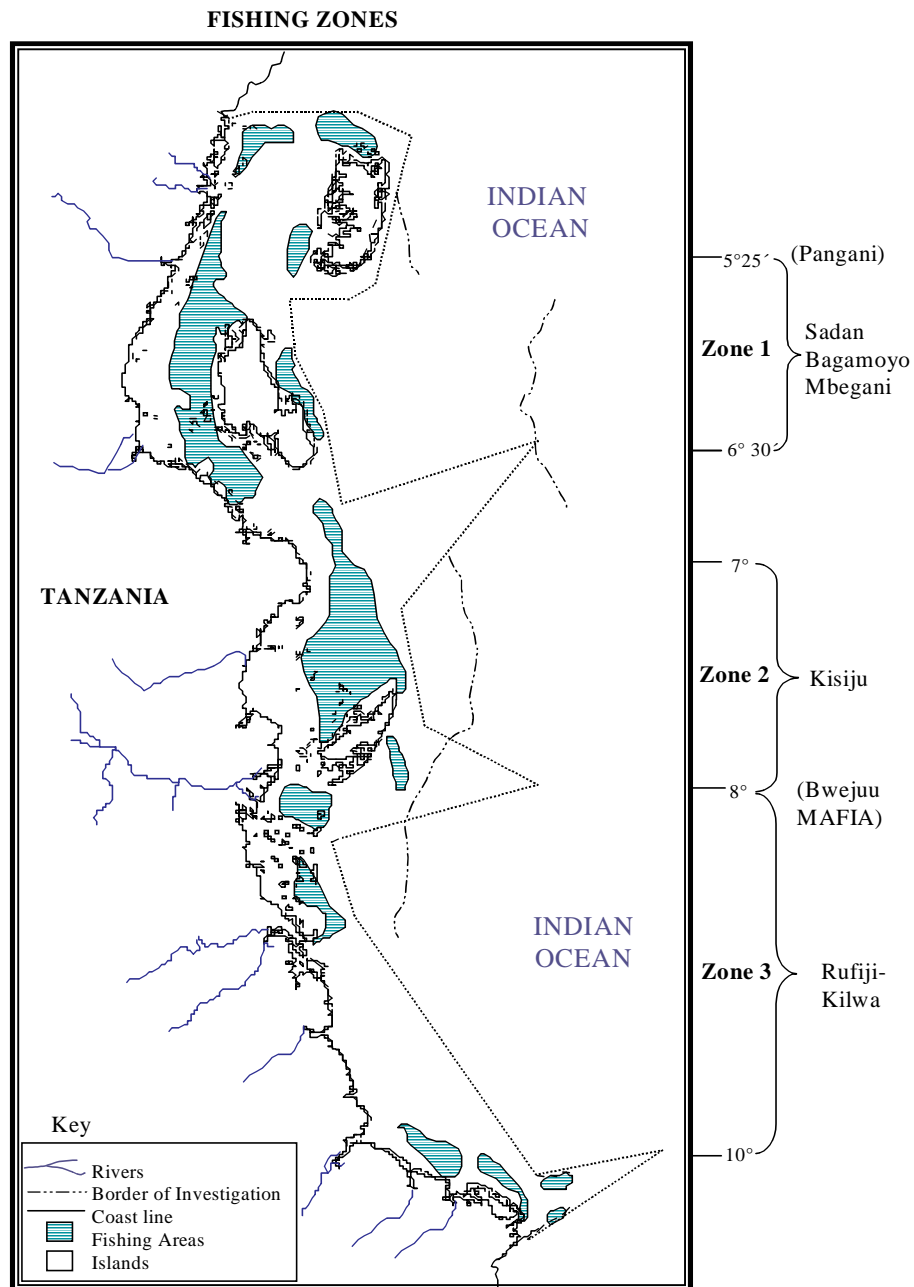 FISHING ZONES
INDIAN
OCEAN
5°25´
(Pangani)
Zone 1
Sadan
Bagamoyo
Mbegani
6° 30´
7°
TANZANIA
Zone 2
Kisiju
8°
(Bwejuu
MAFIA)
INDIAN
OCEAN
Zone 3
Rufiji-
Kilwa
10°
Key
Rivers
Border of Investigation
Coast line
Fishing Areas
Islands